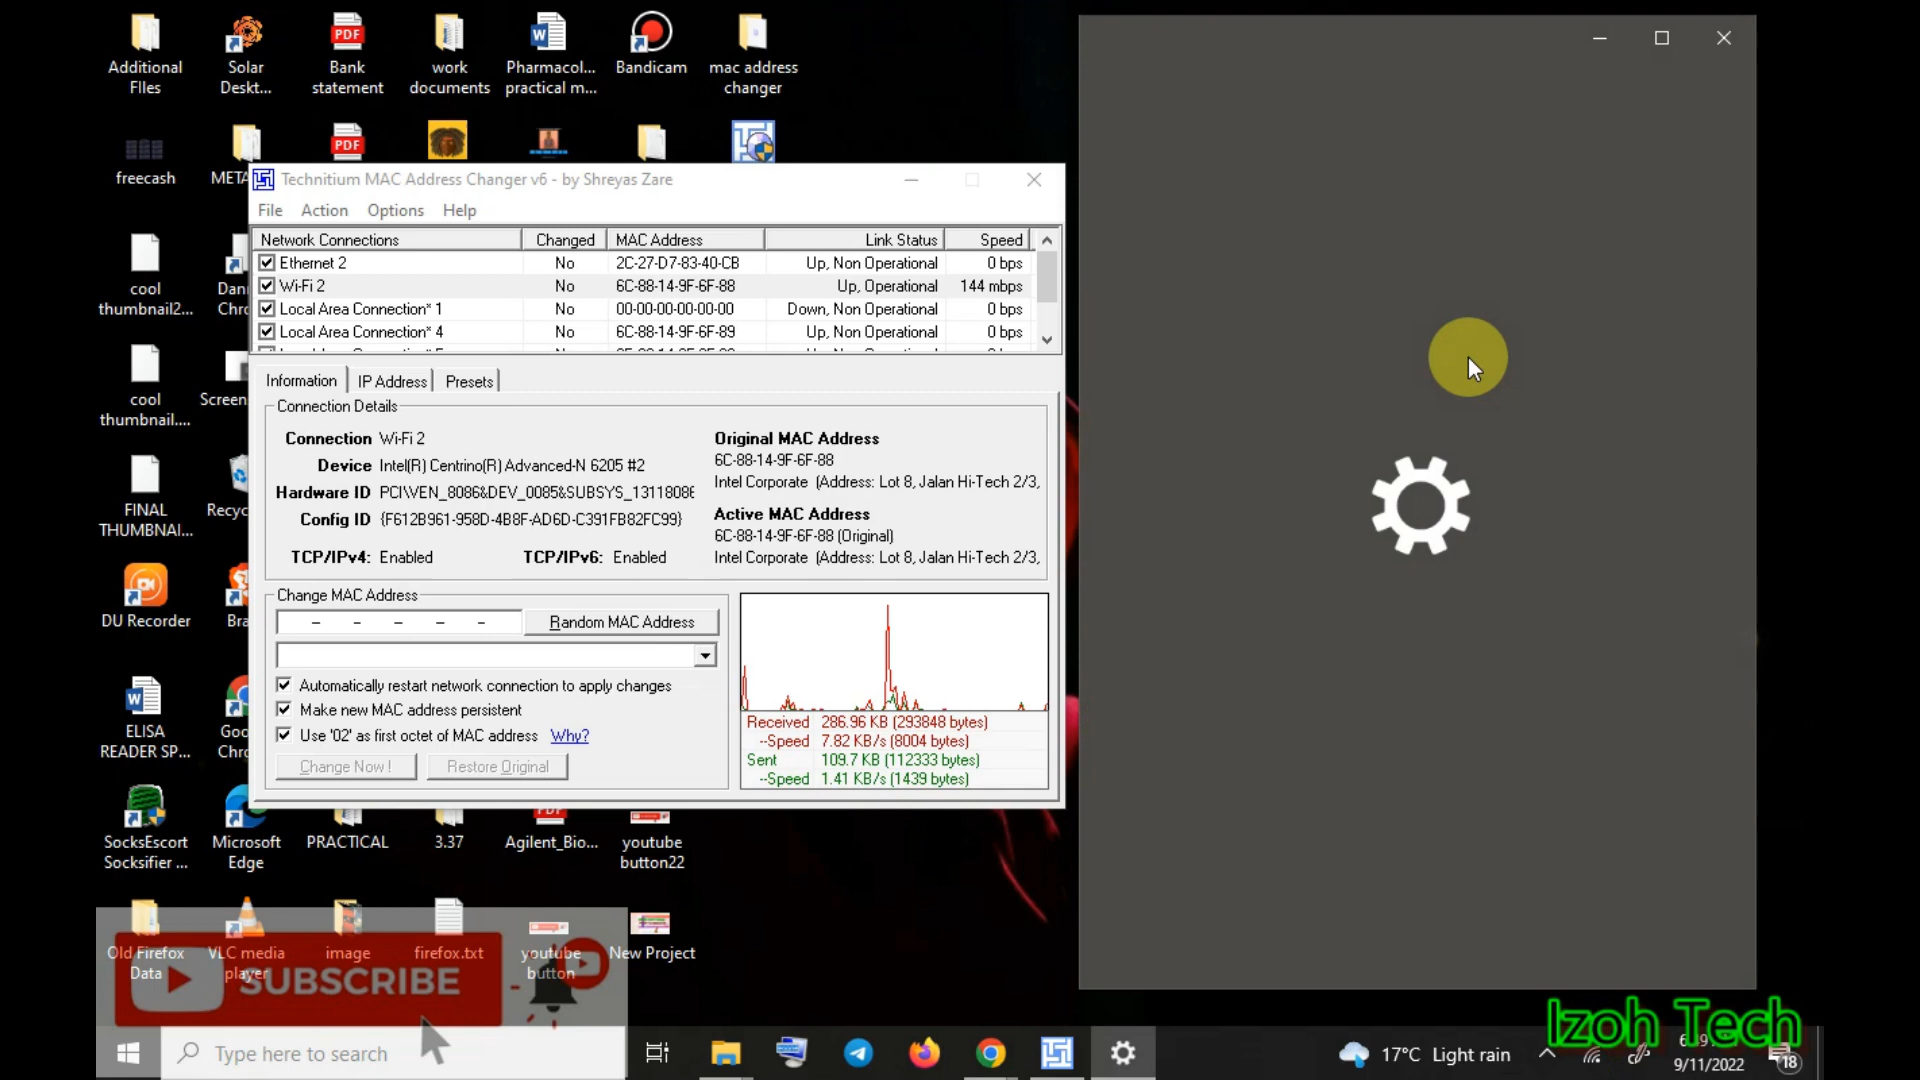 Additional
FIles
Solar
Deskt...
Bank
statement
work
documents
Pharmacol...
practical m...
Bandicam
mac address
changer
PDF
W
freecash
META
PDF
cool
thumbnail2...
Dan
Chr
cool
thumbnail....
Screen
FINAL
THUMBNAI...
Recyc
DU Recorder
Bra
W
ELISA
READER SP...
Goo
Chr
SocksEscort
Socksifier ...
Microsoft
Edge
PRACTICAL
3.37
Agilent_Bio...
youtube
button22
Old Firefox
Data
VLC media
player
image
firefox.txt
youtube
button
New Project
SUBSCRIBE
Technitium MAC Address Changer v6 - by Shreyas Zare
File Action Options Help
Network Connections Changed MAC Address Link Status Speed
Ethernet 2 No 2C-27-D7-83-40-CB Up, Non Operational 0 bps
Wi-Fi 2 No 6C-88-14-9F-6F-88 Up, Operational 144 mbps
Local Area Connection* 1 No 00-00-00-00-00-00 Down, Non Operational 0 bps
Local Area Connection* 4 No 6C-88-14-9F-6F-89 Up, Non Operational 0 bps
Information IP Address Presets
Connection Details
Connection Wi-Fi 2
Device Intel(R) Centrino(R) Advanced-N 6205 #2
Hardware ID PCI\VEN_8086&DEV_0085&SUBSYS_13118086
Config ID {F612B961-958D-4B8F-AD6D-C391FB82FC99}
TCP/IPv4: Enabled TCP/IPv6: Enabled
Original MAC Address
6C-88-14-9F-6F-88
Intel Corporate (Address: Lot 8, Jalan Hi-Tech 2/3,
Active MAC Address
6C-88-14-9F-6F-88 (Original)
Intel Corporate (Address: Lot 8, Jalan Hi-Tech 2/3,
Change MAC Address
– – – – –
Random MAC Address
Automatically restart network connection to apply changes
Make new MAC address persistent
Use '02' as first octet of MAC address Why?
Change Now !
Restore Original
Received 286.96 KB (293848 bytes)
--Speed 7.82 KB/s (8004 bytes)
Sent 109.7 KB (112333 bytes)
--Speed 1.41 KB/s (1439 bytes)
Izoh Tech
Type here to search
17°C Light rain
9/11/2022
18